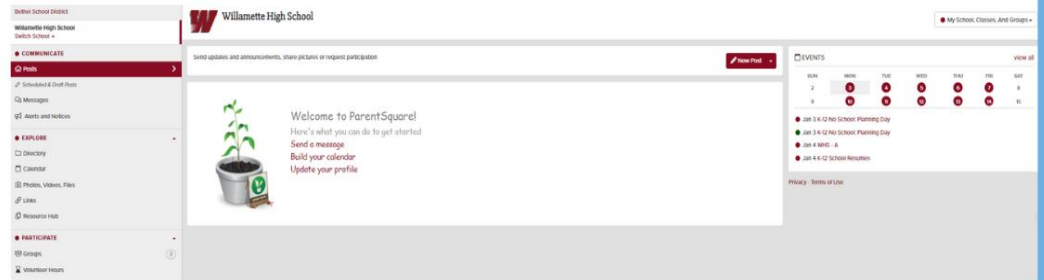 Bethel School District
Willamette High School
Switch School
COMMUNICATE
Posts
Scheduled & Draft Posts
Messages
Alerts and Notices
EXPLORE
Directory
Calendar
Photos, Videos, Files
Links
Resource Hub
PARTICIPATE
Groups
Volunteer Hours
W
Willamette High School
My School, Classes, And Groups
Send updates and announcements, share pictures or request participation
New Post
Welcome to ParentSquare!
Here's what you can do to get started
Send a message
Build your calendar
Update your profile
EVENTS view all
SUN MON TUE WED THU FRI SAT
2 3 4 5 6 7 8
9 10 11 12 13 14 15
Jan 3 K-12 No School: Planning Day
Jan 3 K-12 No School: Planning Day
Jan 4 WHS - A
Jan 4 K-12 School Resumes
Privacy - Terms of Use